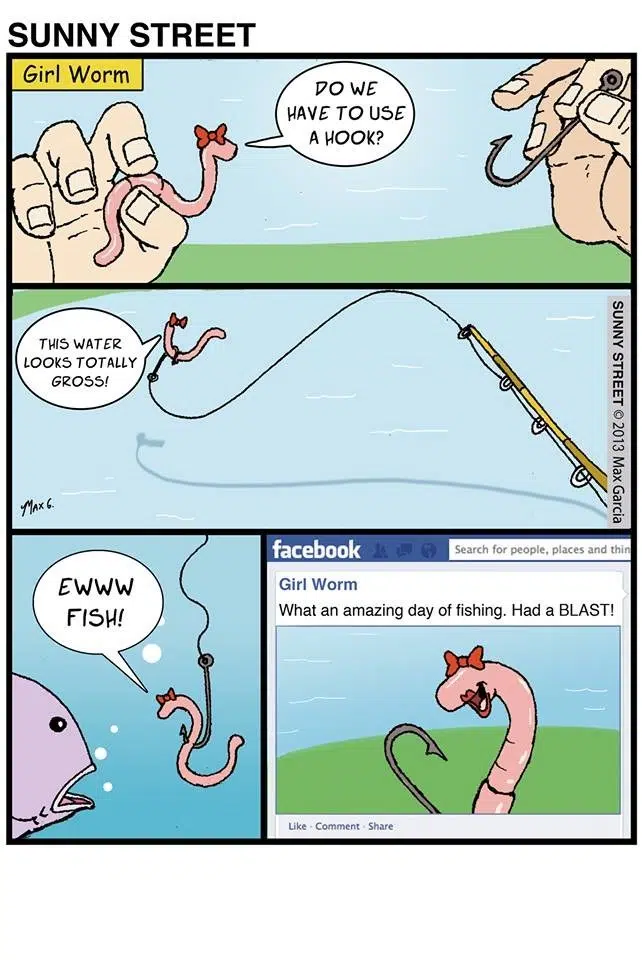 SUNNY STREET
Girl Worm
DO WE
HAVE TO USE
A HOOK?
THIS WATER
LOOKS TOTALLY
GROSS!
SUNNY STREET © 2013 Max Garcia
MAX G.
EWWW
FISH!
facebook
Search for people, places and thin
Girl Worm
What an amazing day of fishing. Had a BLAST!
Like · Comment · Share